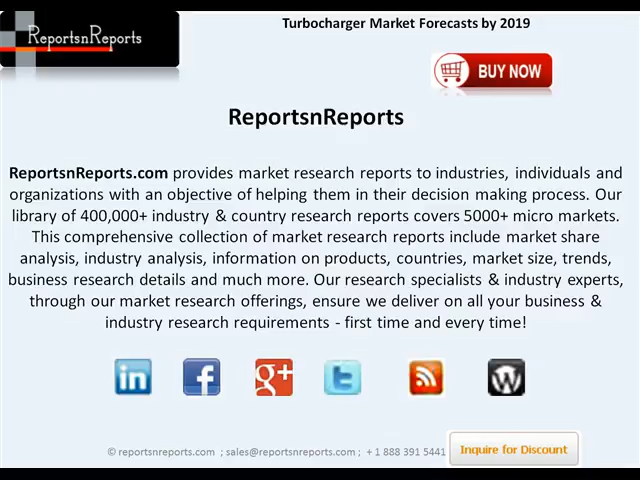 ReportsnReports
Turbocharger Market Forecasts by 2019
BUY NOW
ReportsnReports
ReportsnReports.com provides market research reports to industries, individuals and
organizations with an objective of helping them in their decision making process. Our
library of 400,000+ industry & country research reports covers 5000+ micro markets.
This comprehensive collection of market research reports include market share
analysis, industry analysis, information on products, countries, market size, trends,
business research details and much more. Our research specialists & industry experts,
through our market research offerings, ensure we deliver on all your business &
industry research requirements - first time and every time!
in f g+ t W
© reportsnreports.com ; sales@reportsnreports.com ; + 1 888 391 5441
Inquire for Discount